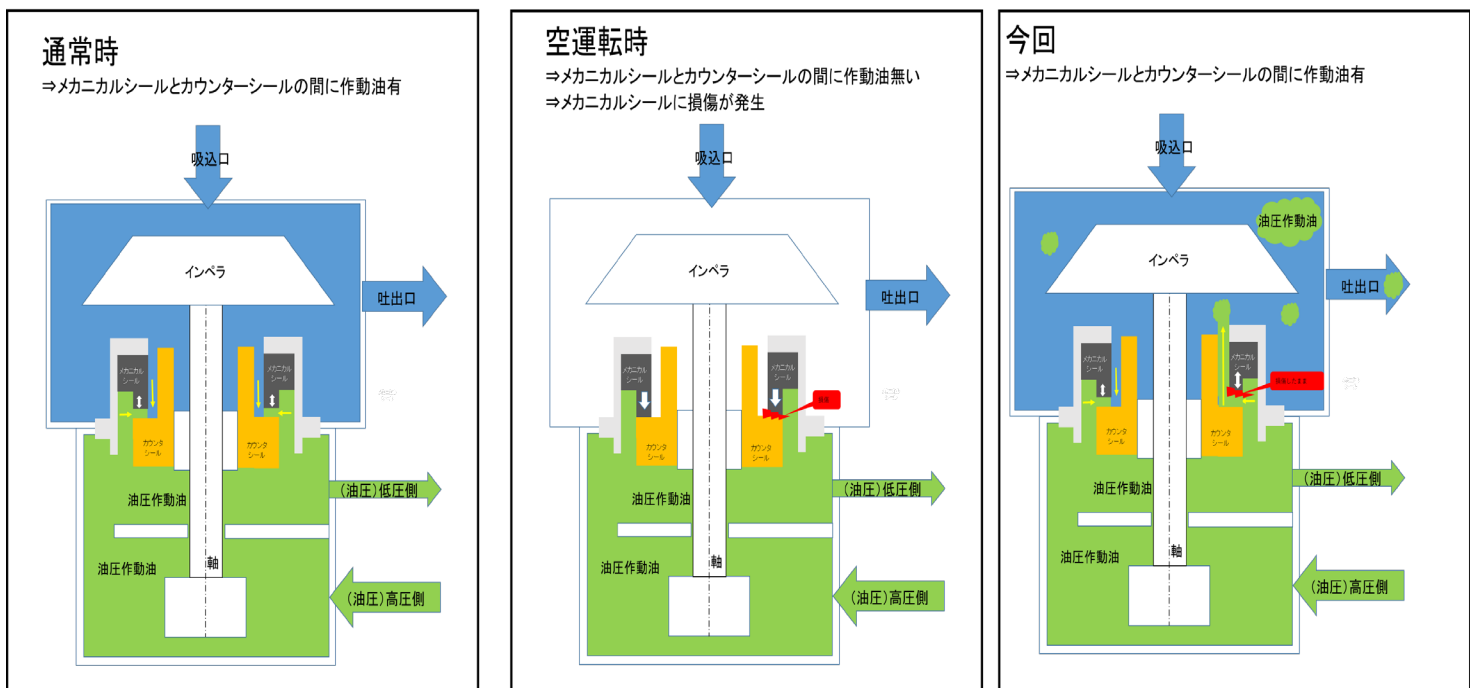 通常時
⇒メカニカルシールとカウンターシールの間に作動油有
吸込口
インペラ
吐出口
メカニカル
シール
メカニカル
シール
カウンタ
シール
カウンタ
シール
油圧作動油
(油圧)低圧側
油圧作動油
軸
(油圧)高圧側
空運転時
⇒メカニカルシールとカウンターシールの間に作動油無い
⇒メカニカルシールに損傷が発生
吸込口
インペラ
吐出口
メカニカル
シール
メカニカル
シール
カウンタ
シール
カウンタ
シール
油圧作動油
(油圧)低圧側
油圧作動油
軸
(油圧)高圧側
今回
⇒メカニカルシールとカウンターシールの間に作動油有
吸込口
油圧作動油
インペラ
吐出口
メカニカル
シール
メカニカル
シール
カウンタ
シール
カウンタ
シール
油圧作動油
(油圧)低圧側
油圧作動油
軸
(油圧)高圧側